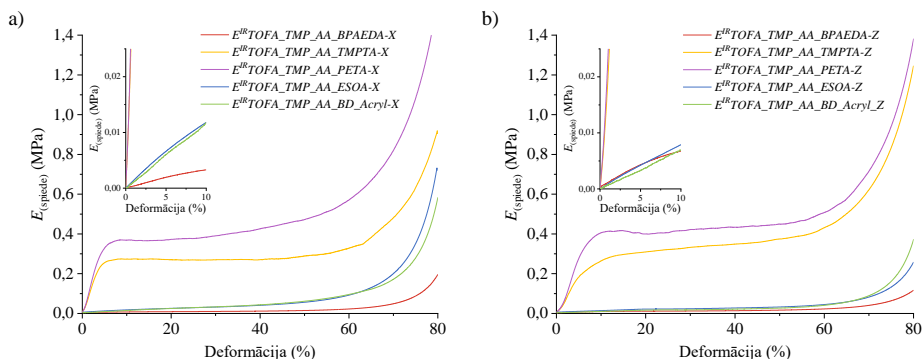 a)
E^IR TOFA_TMP_AA_BPAEDA-X
E^IR TOFA_TMP_AA_TMPTA-X
E^IR TOFA_TMP_AA_PETA-X
E^IR TOFA_TMP_AA_ESOA-X
E^IR TOFA_TMP_AA_BD_Acryl-X
1,4
1,2
1,0
0,8
0,6
0,4
0,2
0,0
E(spiede) (MPa)
0,02
0,01
0,00
E(spiede) (MPa)
0
5
10
Deformācija (%)
0
20
40
60
80
Deformācija (%)
b)
E^IR TOFA_TMP_AA_BPAEDA-Z
E^IR TOFA_TMP_AA_TMPTA-Z
E^IR TOFA_TMP_AA_PETA-Z
E^IR TOFA_TMP_AA_ESOA-Z
E^IR TOFA_TMP_AA_BD_Acryl_Z
1,4
1,2
1,0
0,8
0,6
0,4
0,2
0,0
E(spiede) (MPa)
0,02
0,01
0,00
E(spiede) (MPa)
0
5
10
Deformācija (%)
0
20
40
60
80
Deformācija (%)